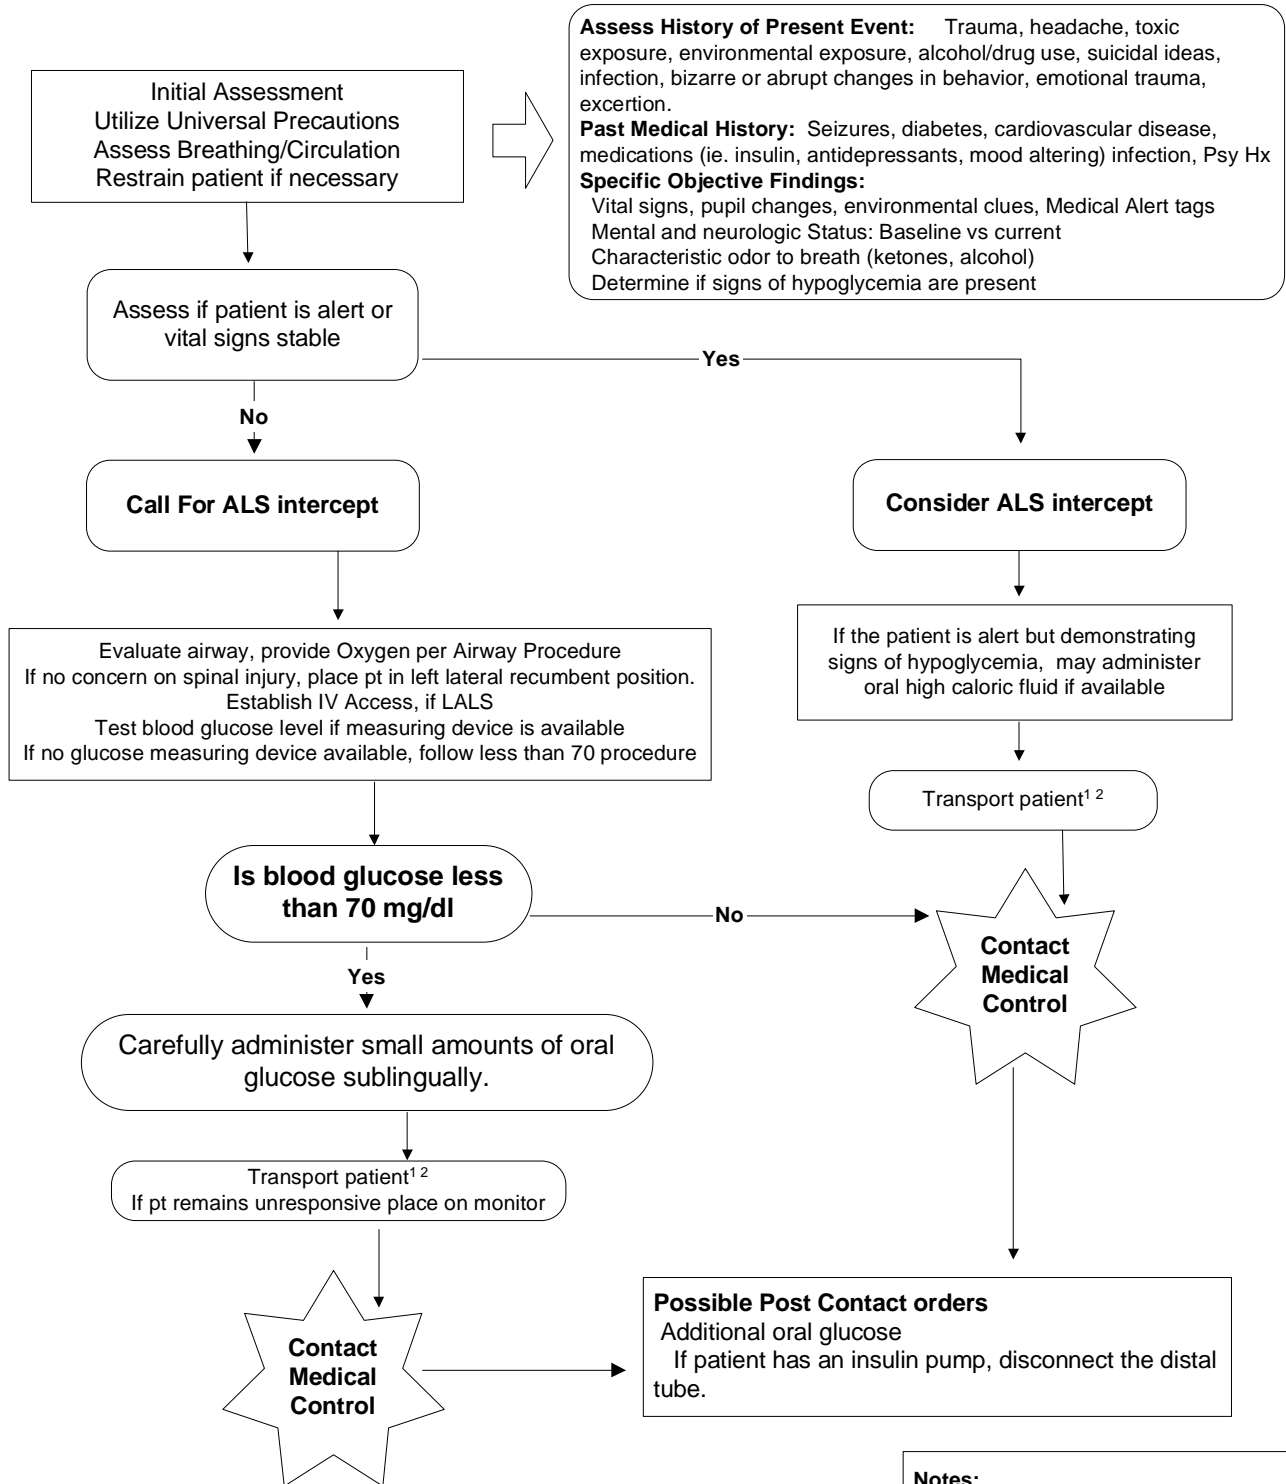 Assess History of Present Event: Trauma, headache, toxic
exposure, environmental exposure, alcohol/drug use, suicidal ideas,
infection, bizarre or abrupt changes in behavior, emotional trauma,
excertion.
Past Medical History: Seizures, diabetes, cardiovascular disease,
medications (ie. insulin, antidepressants, mood altering) infection, Psy Hx
Specific Objective Findings:
Vital signs, pupil changes, environmental clues, Medical Alert tags
Mental and neurologic Status: Baseline vs current
Characteristic odor to breath (ketones, alcohol)
Determine if signs of hypoglycemia are present
Initial Assessment
Utilize Universal Precautions
Assess Breathing/Circulation
Restrain patient if necessary
Assess if patient is alert or
vital signs stable
Yes
No
Call For ALS intercept
Consider ALS intercept
Evaluate airway, provide Oxygen per Airway Procedure
If no concern on spinal injury, place pt in left lateral recumbent position.
Establish IV Access, if LALS
Test blood glucose level if measuring device is available
If no glucose measuring device available, follow less than 70 procedure
If the patient is alert but demonstrating
signs of hypoglycemia, may administer
oral high caloric fluid if available
Transport patient¹ ²
Is blood glucose less
than 70 mg/dl
No
Yes
Contact
Medical
Control
Carefully administer small amounts of oral
glucose sublingually.
Transport patient¹ ²
If pt remains unresponsive place on monitor
Contact
Medical
Control
Possible Post Contact orders
Additional oral glucose
If patient has an insulin pump, disconnect the distal
tube.
Notes: